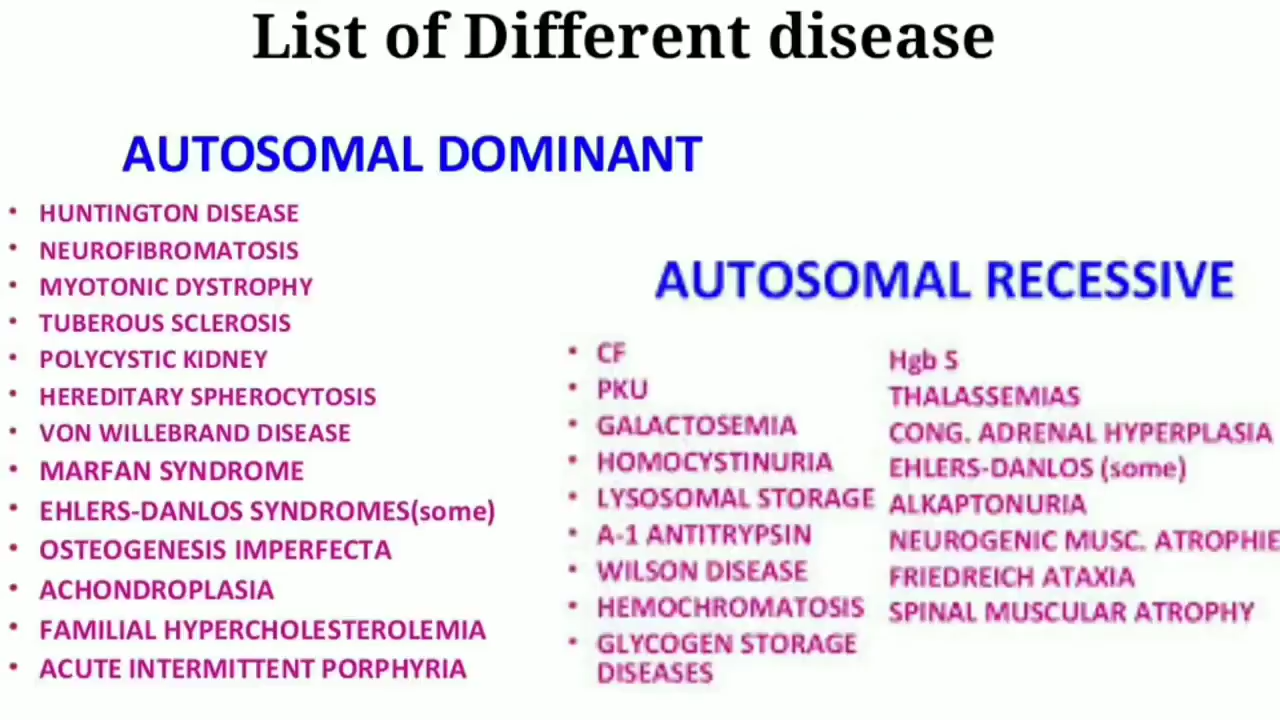 List of Different disease
AUTOSOMAL DOMINANT
• HUNTINGTON DISEASE
• NEUROFIBROMATOSIS
• MYOTONIC DYSTROPHY
• TUBEROUS SCLEROSIS
• POLYCYSTIC KIDNEY
• HEREDITARY SPHEROCYTOSIS
• VON WILLEBRAND DISEASE
• MARFAN SYNDROME
• EHLERS-DANLOS SYNDROMES(some)
• OSTEOGENESIS IMPERFECTA
• ACHONDROPLASIA
• FAMILIAL HYPERCHOLESTEROLEMIA
• ACUTE INTERMITTENT PORPHYRIA
AUTOSOMAL RECESSIVE
• CF
• PKU
• GALACTOSEMIA
• HOMOCYSTINURIA
• LYSOSOMAL STORAGE
• A-1 ANTITRYPSIN
• WILSON DISEASE
• HEMOCHROMATOSIS
• GLYCOGEN STORAGE
DISEASES
Hgb S
THALASSEMIAS
CONG. ADRENAL HYPERPLASIA
EHLERS-DANLOS (some)
ALKAPTONURIA
NEUROGENIC MUSC. ATROPHIE
FRIEDREICH ATAXIA
SPINAL MUSCULAR ATROPHY